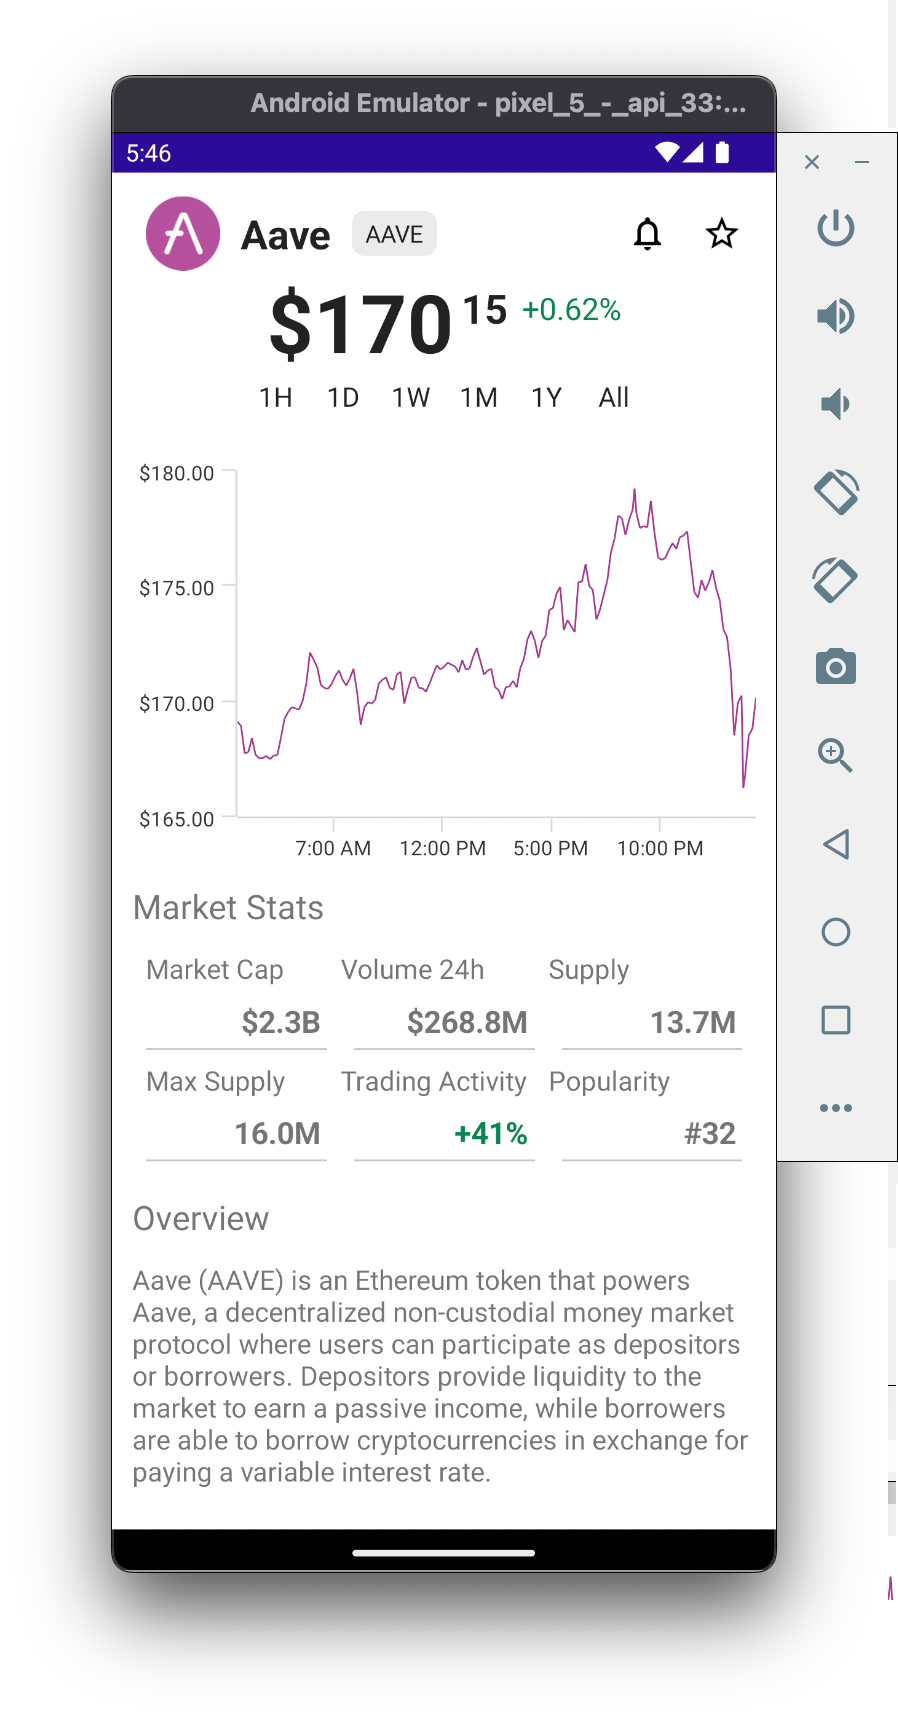 Android Emulator - pixel_5_-_api_33:...
5:46
Aave AAVE
$170 15 +0.62%
1H 1D 1W 1M 1Y All
$180.00
$175.00
$170.00
$165.00
7:00 AM 12:00 PM 5:00 PM 10:00 PM
Market Stats
Market Cap Volume 24h Supply
$2.3B $268.8M 13.7M
Max Supply Trading Activity Popularity
16.0M +41% #32
Overview
Aave (AAVE) is an Ethereum token that powers
Aave, a decentralized non-custodial money market
protocol where users can participate as depositors
or borrowers. Depositors provide liquidity to the
market to earn a passive income, while borrowers
are able to borrow cryptocurrencies in exchange for
paying a variable interest rate.